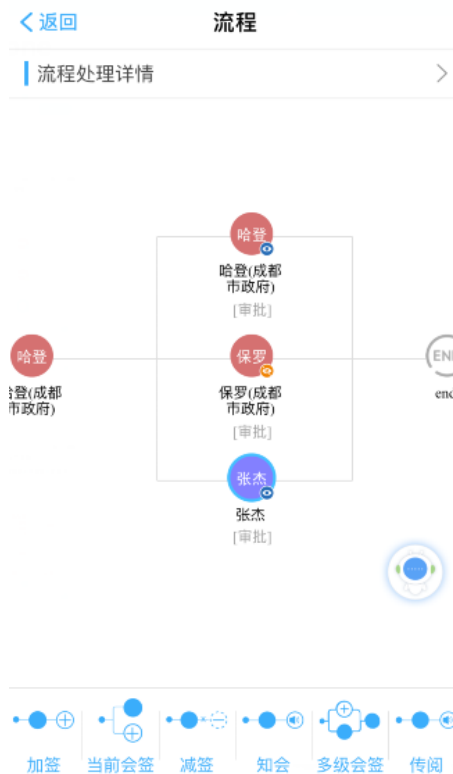 返回
流程
流程处理详情
哈登
哈登(成都
市政府)
[审批]
哈登
登(成都
市政府)
保罗
保罗(成都
市政府)
[审批]
EN
end
张杰
张杰
[审批]
加签
当前会签
减签
知会
多级会签
传阅